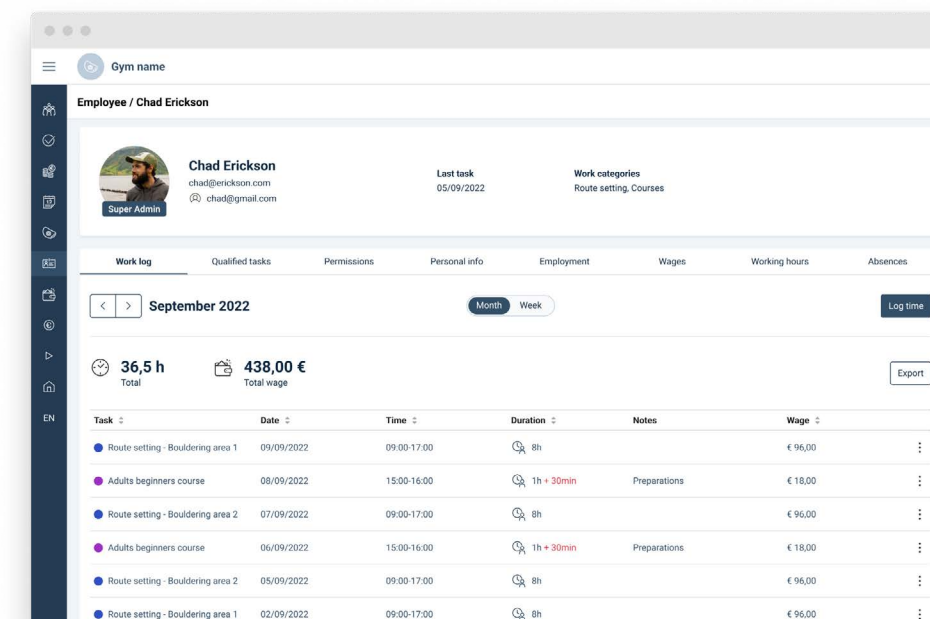 Gym name
Employee / Chad Erickson
Chad Erickson
chad@erickson.com
chad@gmail.com
Super Admin
Last task
05/09/2022
Work categories
Route setting, Courses
Work log Qualified tasks Permissions Personal info Employment Wages Working hours Absences
September 2022 Month Week Log time
36,5 h 438,00 €
Total Total wage
Export
EN
Task Date Time Duration Notes Wage
Route setting - Bouldering area 1 09/09/2022 09:00-17:00 8h € 96,00
Adults beginners course 08/09/2022 15:00-16:00 1h + 30min Preparations € 18,00
Route setting - Bouldering area 2 07/09/2022 09:00-17:00 8h € 96,00
Adults beginners course 06/09/2022 15:00-16:00 1h + 30min Preparations € 18,00
Route setting - Bouldering area 2 05/09/2022 09:00-17:00 8h € 96,00
Route setting - Bouldering area 1 02/09/2022 09:00-17:00 8h € 96,00